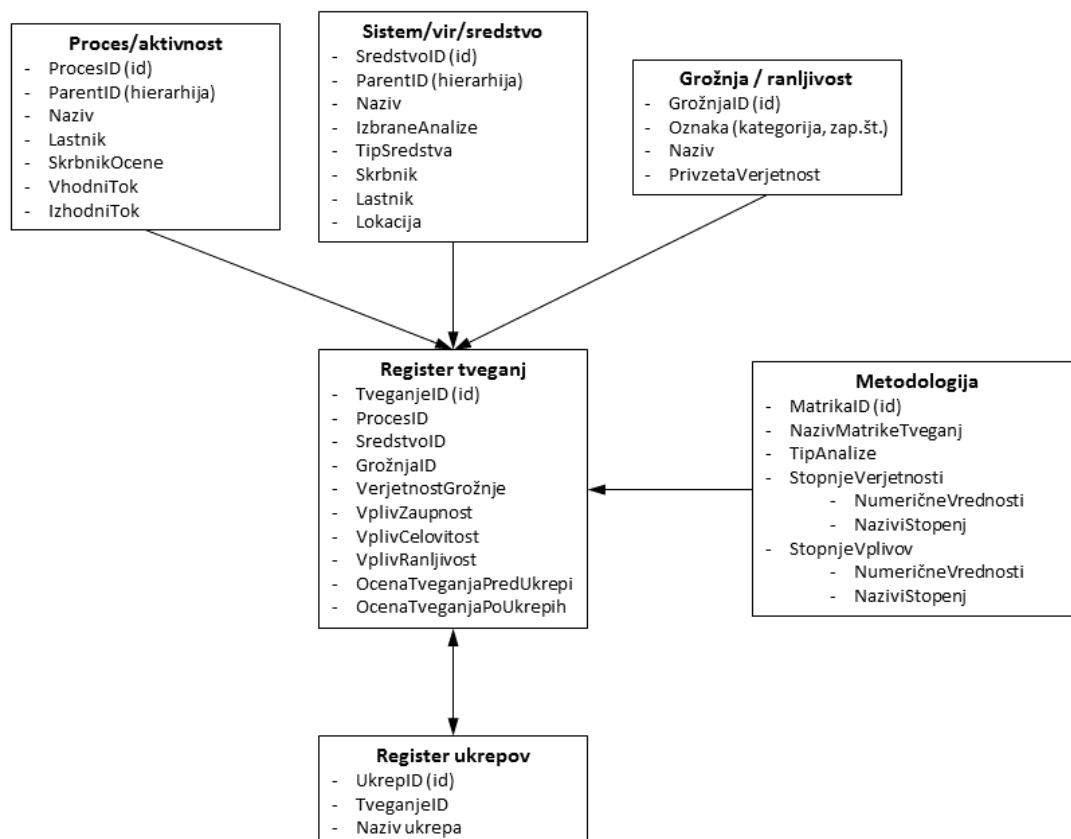 Proces/aktivnost
- ProcesID (id)
- ParentID (hierarhija)
- Naziv
- Lastnik
- SkrbnikOcene
- VhodniTok
- IzhodniTok
Sistem/vir/sredstvo
- SredstvoID (id)
- ParentID (hierarhija)
- Naziv
- IzbraneAnalize
- TipSredstva
- Skrbnik
- Lastnik
- Lokacija
Grožnja / ranljivost
- GrožnjaID (id)
- Oznaka (kategorija, zap.št.)
- Naziv
- PrivzetaVerjetnost
Register tveganj
- TveganjeID (id)
- ProcesID
- SredstvoID
- GrožnjaID
- VerjetnostGrožnje
- VplivZaupnost
- VplivCelovitost
- VplivRanljivost
- OcenaTveganjaPredUkrepi
- OcenaTveganjaPoUkrepih
Metodologija
- MatrikaID (id)
- NazivMatrikeTveganj
- TipAnalize
- StopnjeVerjetnosti
- NumeričneVrednosti
- NaziviStopenj
- StopnjeVplivov
- NumeričneVrednosti
- NaziviStopenj
Register ukrepov
- UkrepID (id)
- TveganjeID
- Naziv ukrepa